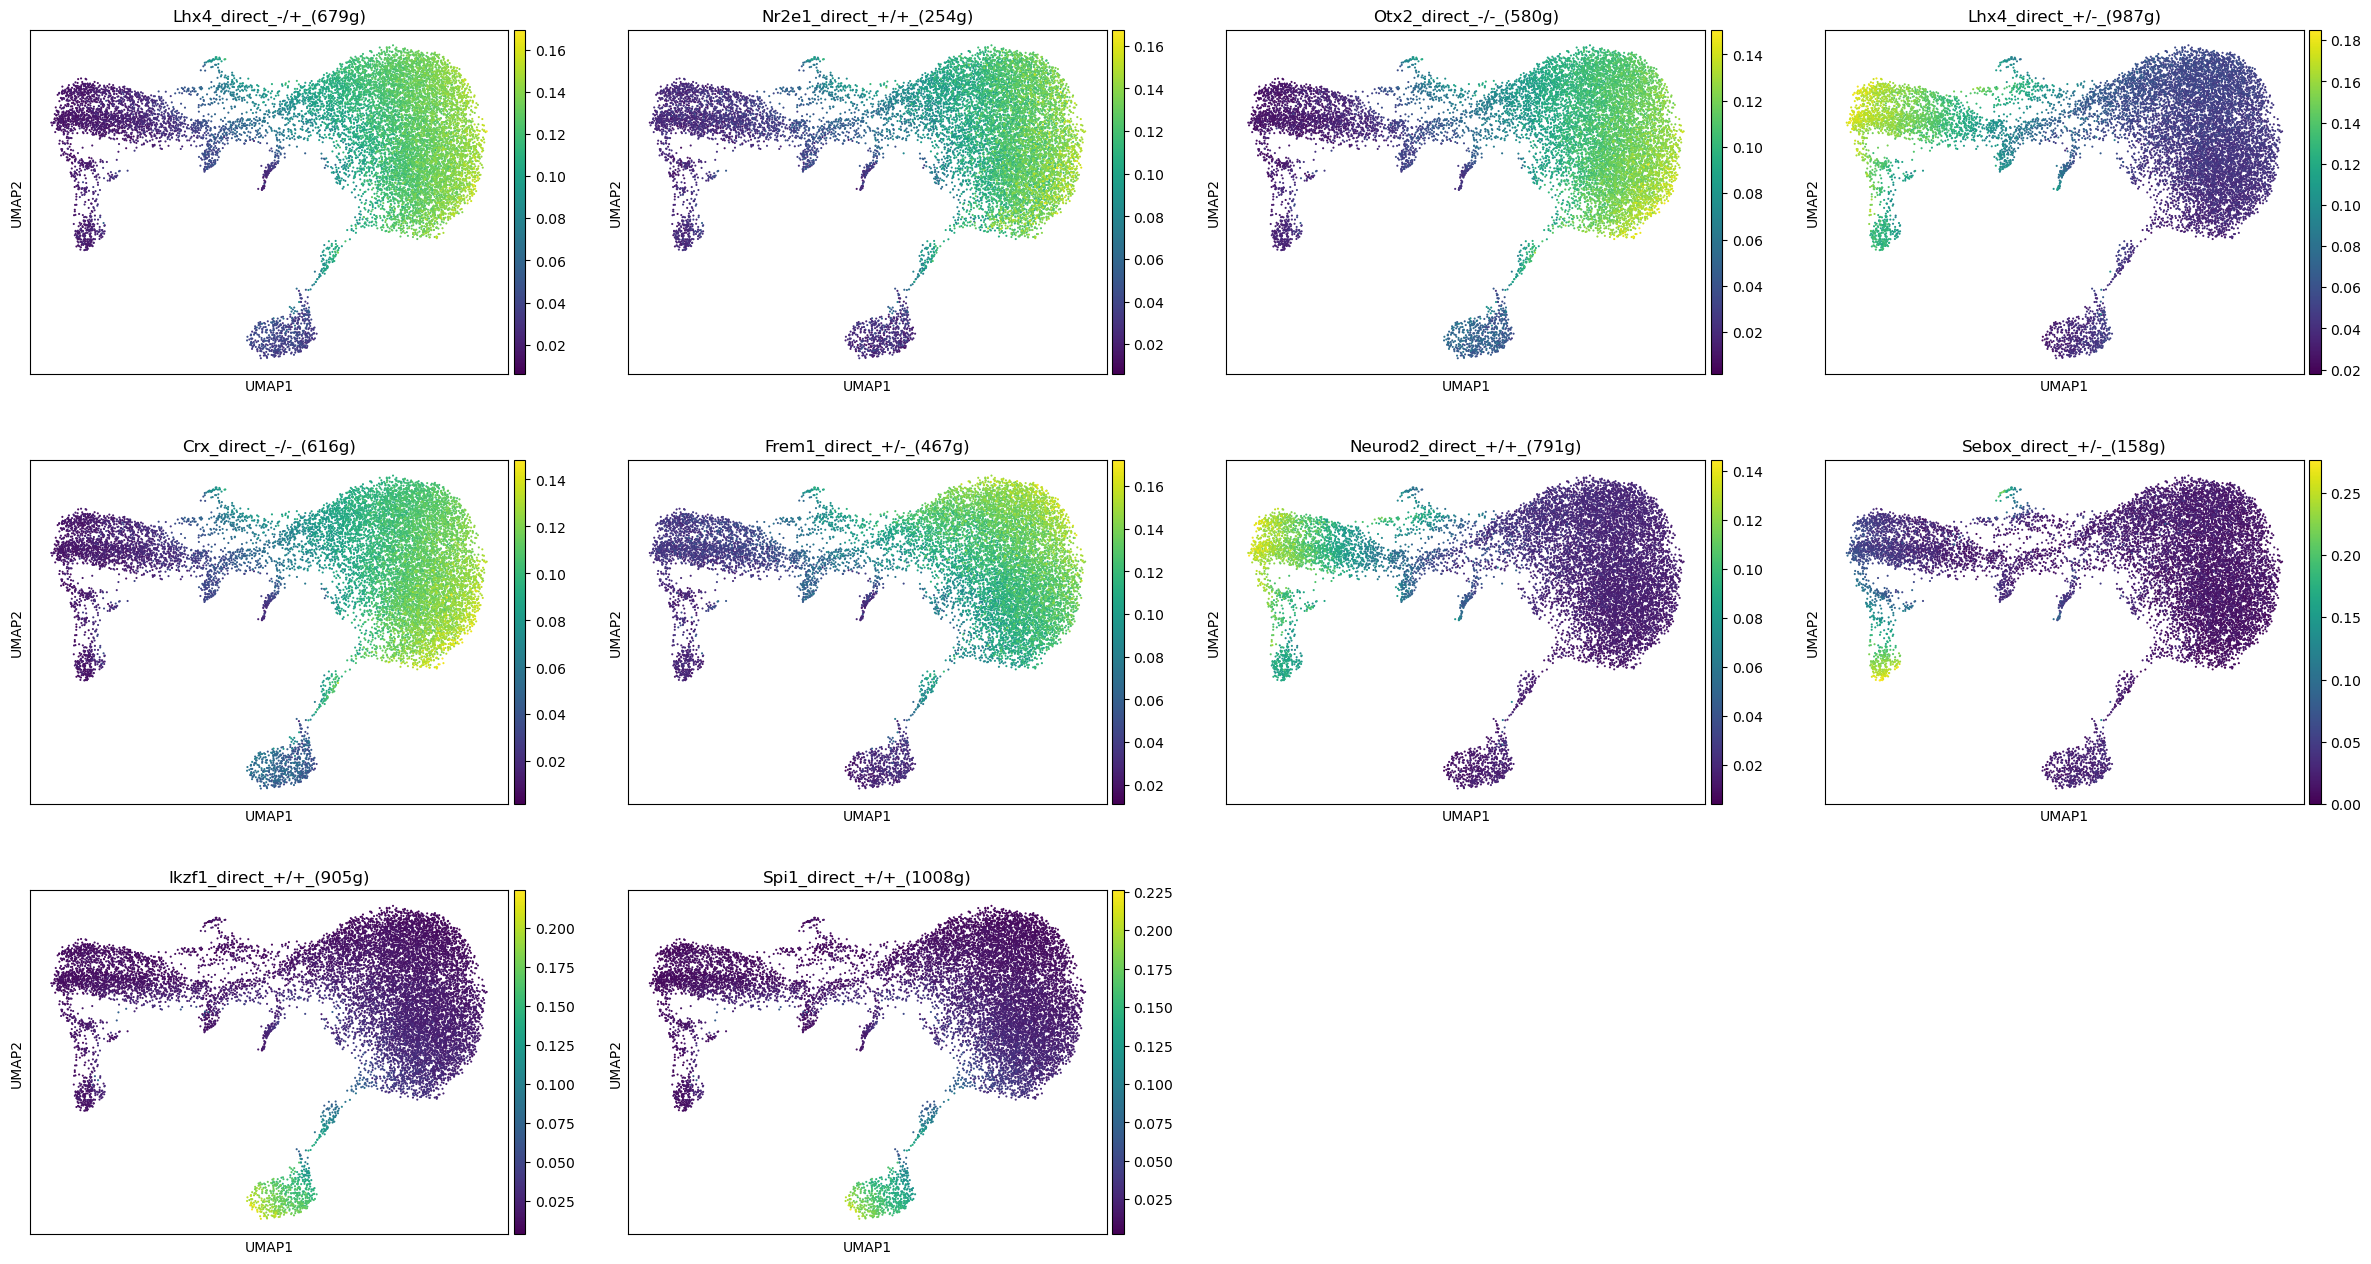 Lhx4_direct_-/+_(679g)
Nr2e1_direct_+/+_(254g)
Otx2_direct_-/-_(580g)
Lhx4_direct_+/-_(987g)
UMAP2
0.16
0.14
0.12
0.10
0.08
0.06
0.04
0.02
UMAP1
UMAP2
0.16
0.14
0.12
0.10
0.08
0.06
0.04
0.02
UMAP1
UMAP2
0.14
0.12
0.10
0.08
0.06
0.04
0.02
UMAP1
UMAP2
0.18
0.16
0.14
0.12
0.10
0.08
0.06
0.04
0.02
UMAP1
Crx_direct_-/-_(616g)
Frem1_direct_+/-_(467g)
Neurod2_direct_+/+_(791g)
Sebox_direct_+/-_(158g)
UMAP2
0.14
0.12
0.10
0.08
0.06
0.04
0.02
UMAP1
UMAP2
0.16
0.14
0.12
0.10
0.08
0.06
0.04
0.02
UMAP1
UMAP2
0.14
0.12
0.10
0.08
0.06
0.04
0.02
UMAP1
UMAP2
0.25
0.20
0.15
0.10
0.05
0.00
UMAP1
Ikzf1_direct_+/+_(905g)
Spi1_direct_+/+_(1008g)
UMAP2
0.200
0.175
0.150
0.125
0.100
0.075
0.050
0.025
UMAP1
UMAP2
0.225
0.200
0.175
0.150
0.125
0.100
0.075
0.050
0.025
UMAP1